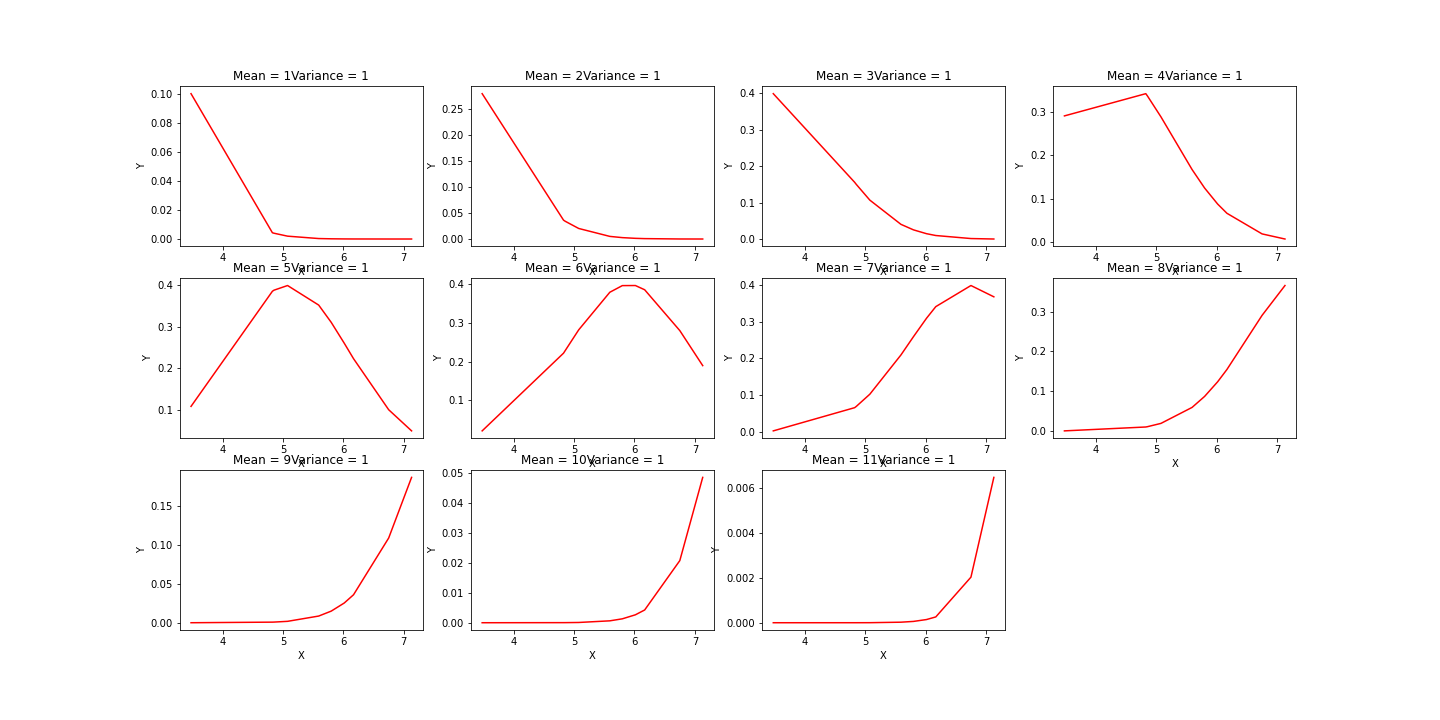 Mean = 1Variance = 1
0.10
0.08
0.06
0.04
0.02
0.00
Y
4 5 6 7
X
Mean = 2Variance = 1
0.25
0.20
0.15
0.10
0.05
0.00
Y
4 5 6 7
X
Mean = 3Variance = 1
0.4
0.3
0.2
0.1
0.0
Y
4 5 6 7
X
Mean = 4Variance = 1
0.3
0.2
0.1
0.0
Y
4 5 6 7
X
Mean = 5Variance = 1
0.4
0.3
0.2
0.1
Y
4 5 6 7
X
Mean = 6Variance = 1
0.4
0.3
0.2
0.1
Y
4 5 6 7
X
Mean = 7Variance = 1
0.4
0.3
0.2
0.1
0.0
Y
4 5 6 7
X
Mean = 8Variance = 1
0.3
0.2
0.1
0.0
Y
4 5 6 7
X
Mean = 9Variance = 1
0.15
0.10
0.05
0.00
Y
4 5 6 7
X
Mean = 10Variance = 1
0.05
0.04
0.03
0.02
0.01
0.00
Y
4 5 6 7
X
Mean = 11Variance = 1
0.006
0.004
0.002
0.000
Y
4 5 6 7
X